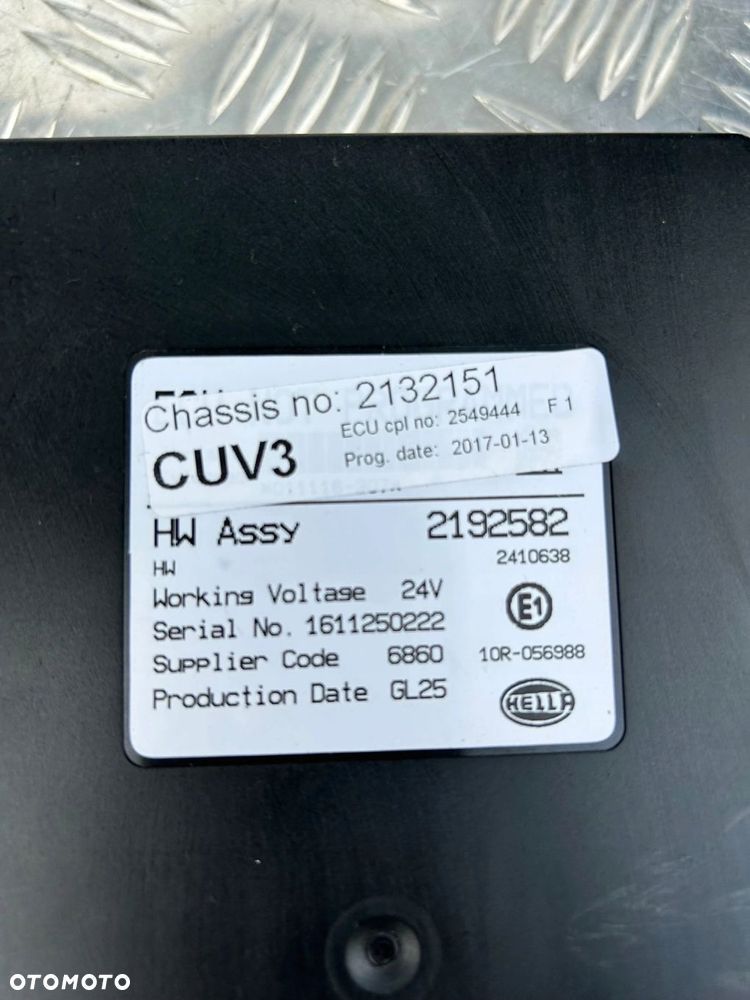 Chassis no: 2132151
ECU cpl no: 2549444 F 1
CUV3 Prog. date: 2017-01-13
HW Assy 2192582
HW 2410638
Working Voltage 24V
E1
Serial No. 1611250222
Supplier Code 6860 10R-056988
Production Date GL25
HELLA
OTOMOTO